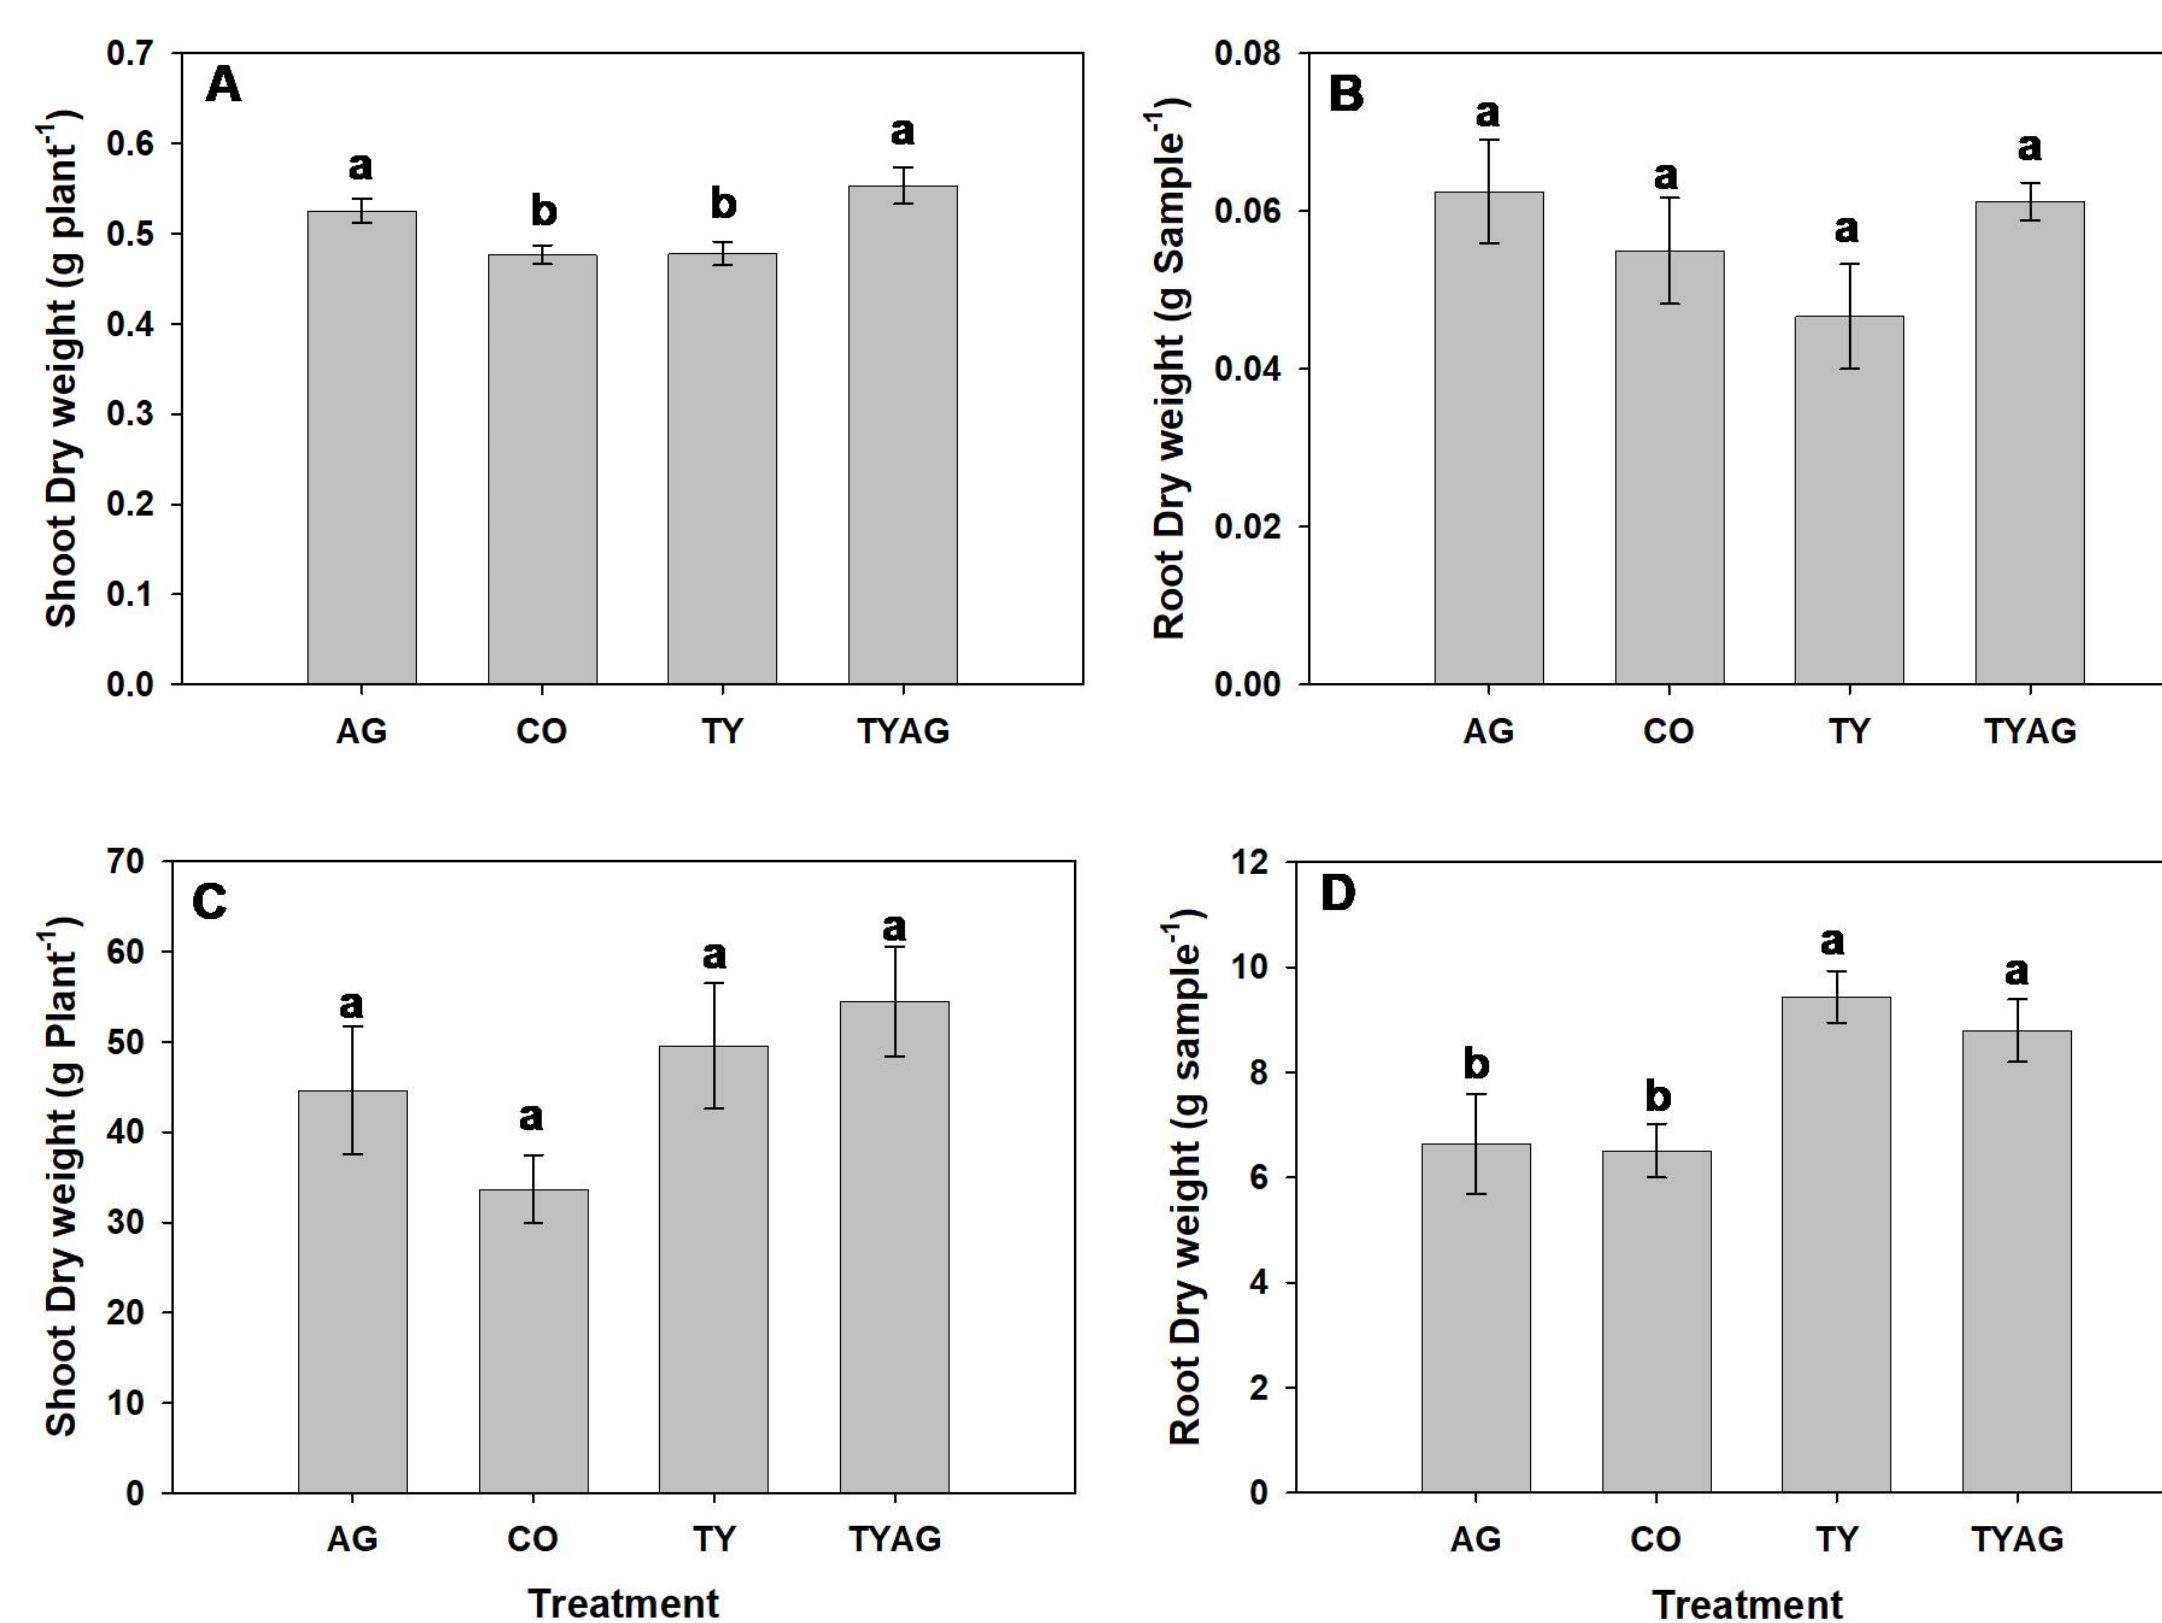 A
Shoot Dry weight (g plant⁻¹)
0.7
0.6
0.5
0.4
0.3
0.2
0.1
0.0
a
b
b
a
AG CO TY TYAG
B
Root Dry weight (g Sample⁻¹)
0.08
0.06
0.04
0.02
0.00
a
a
a
a
AG CO TY TYAG
C
Shoot Dry weight (g Plant⁻¹)
70
60
50
40
30
20
10
0
a
a
a
a
AG CO TY TYAG
Treatment
D
Root Dry weight (g sample⁻¹)
12
10
8
6
4
2
0
b
b
a
a
AG CO TY TYAG
Treatment